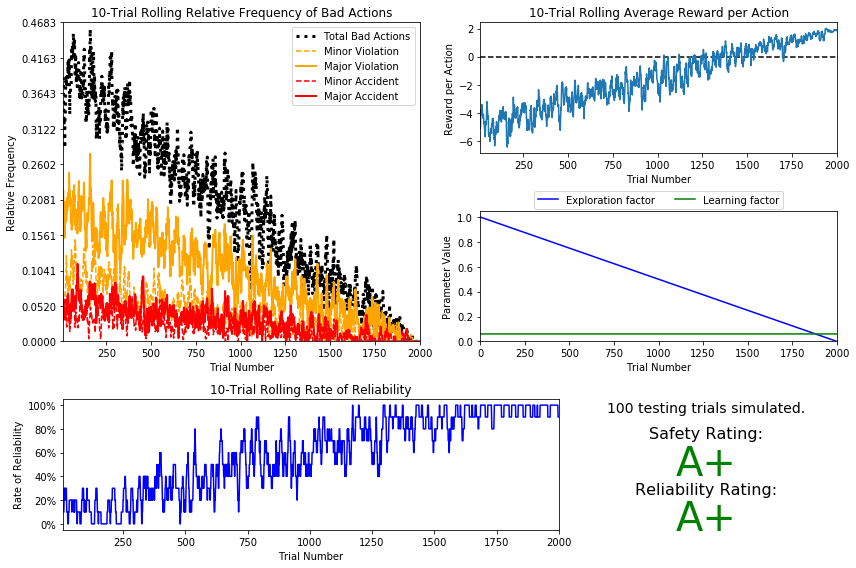 10-Trial Rolling Relative Frequency of Bad Actions
0.4683
0.4163
0.3643
0.3122
0.2602
0.2081
0.1561
0.1041
0.0520
0.0000
Relative Frequency
Total Bad Actions
Minor Violation
Major Violation
Minor Accident
Major Accident
250 500 750 1000 1250 1500 1750 2000
Trial Number
10-Trial Rolling Average Reward per Action
2
0
−2
−4
−6
Reward per Action
250 500 750 1000 1250 1500 1750 2000
Trial Number
Exploration factor Learning factor
1.0
0.8
0.6
0.4
0.2
0.0
Parameter Value
0 250 500 750 1000 1250 1500 1750 2000
Trial Number
10-Trial Rolling Rate of Reliability
100%
80%
60%
40%
20%
0%
Rate of Reliability
250 500 750 1000 1250 1500 1750 2000
Trial Number
100 testing trials simulated.
Safety Rating:
A+
Reliability Rating:
A+